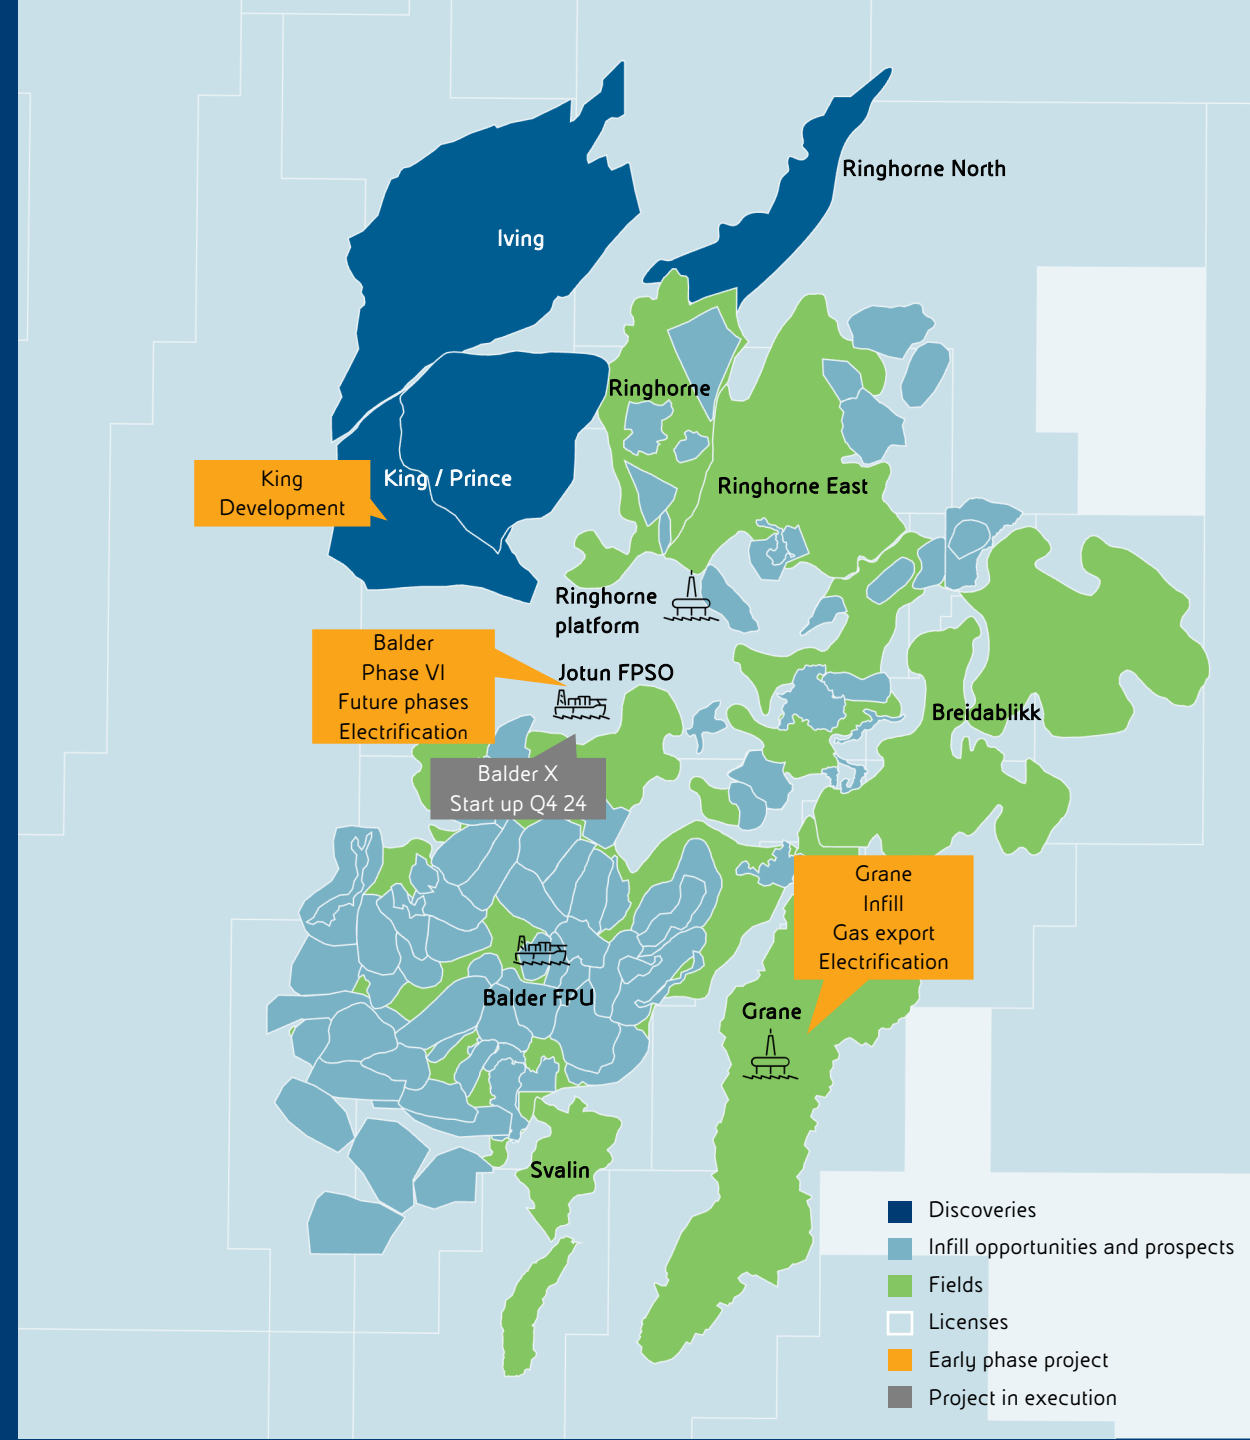 Ringhorne North
Iving
Ringhorne
King / Prince
King
Development
Ringhorne East
Ringhorne
platform
Balder
Phase VI
Future phases
Electrification
Jotun FPSO
Breidablikk
Balder X
Start up Q4 24
Grane
Infill
Gas export
Electrification
Balder FPU
Grane
Svalin
Discoveries
Infill opportunities and prospects
Fields
Licenses
Early phase project
Project in execution